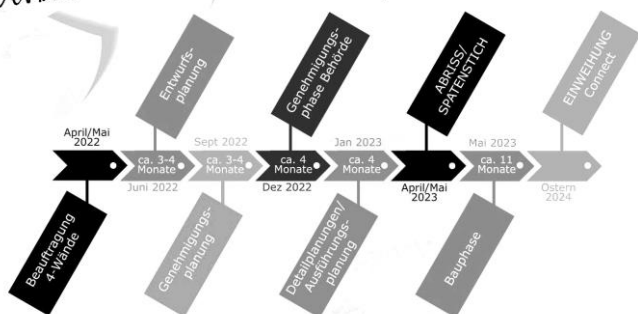 Entwurfs-
planung
Genehmigungs-
phase Behörde
ABRISS/
SPATENSTICH
EINWEIHUNG
Connect
April/Mai
2022
Sept 2022
Jan 2023
Mai 2023
ca. 3-4
Monate
ca. 3-4
Monate
ca. 4
Monate
ca. 4
Monate
ca. 11
Monate
Juni 2022
Dez 2022
April/Mai
2023
Ostern
2024
Beauftragung
4-Wände
Genehmigungs-
planung
Detailplanungen/
Ausführungs-
planung
Bauphase